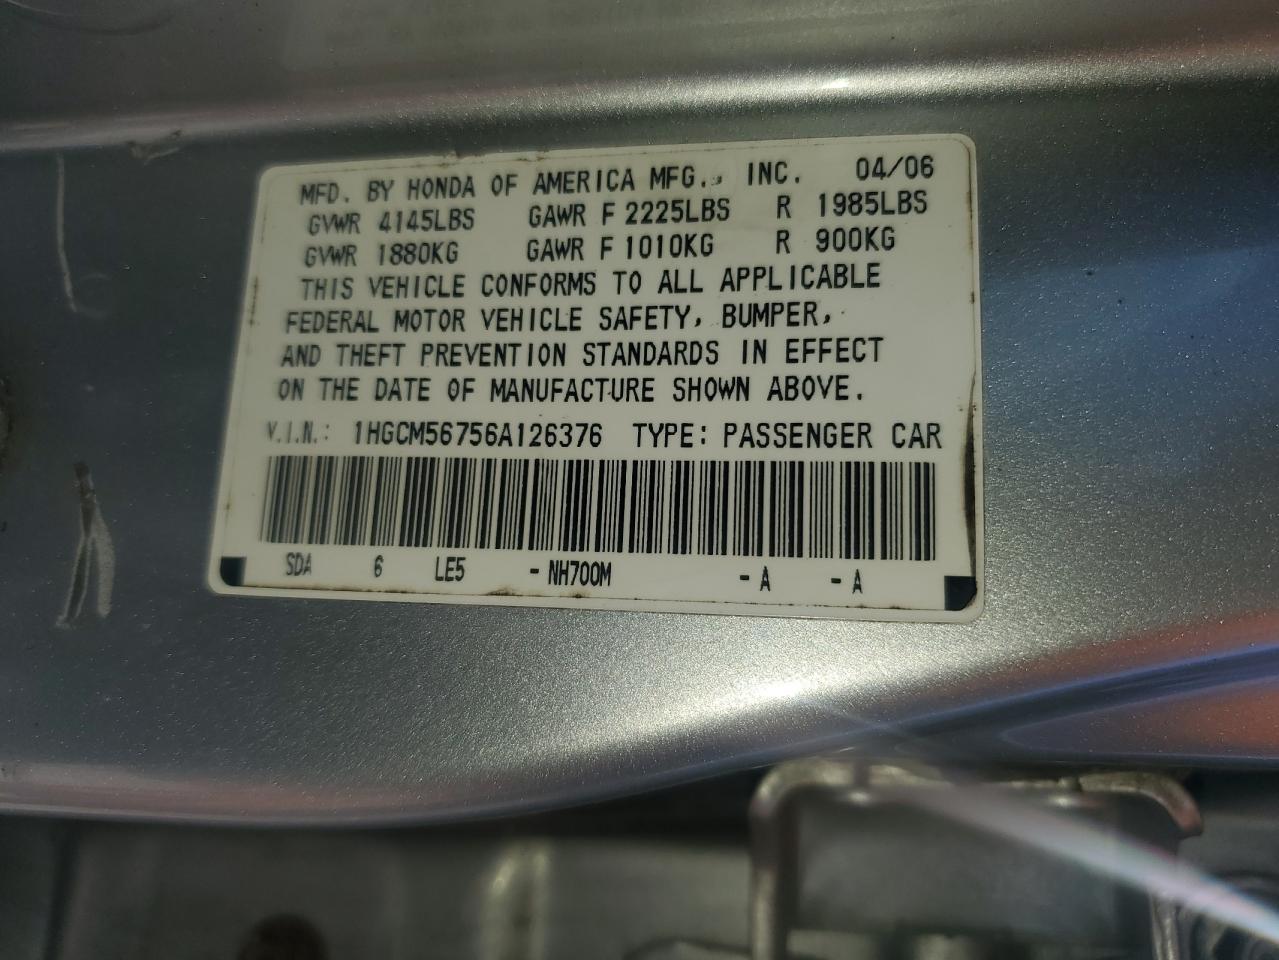 MFD. BY HONDA OF AMERICA MFG., INC. 04/06
GVWR 4145LBS GAWR F 2225LBS R 1985LBS
GVWR 1880KG GAWR F 1010KG R 900KG
THIS VEHICLE CONFORMS TO ALL APPLICABLE
FEDERAL MOTOR VEHICLE SAFETY, BUMPER,
AND THEFT PREVENTION STANDARDS IN EFFECT
ON THE DATE OF MANUFACTURE SHOWN ABOVE.
V.I.N.: 1HGCM56756A126376 TYPE: PASSENGER CAR
SDA 6 LE5 -NH700M -A -A